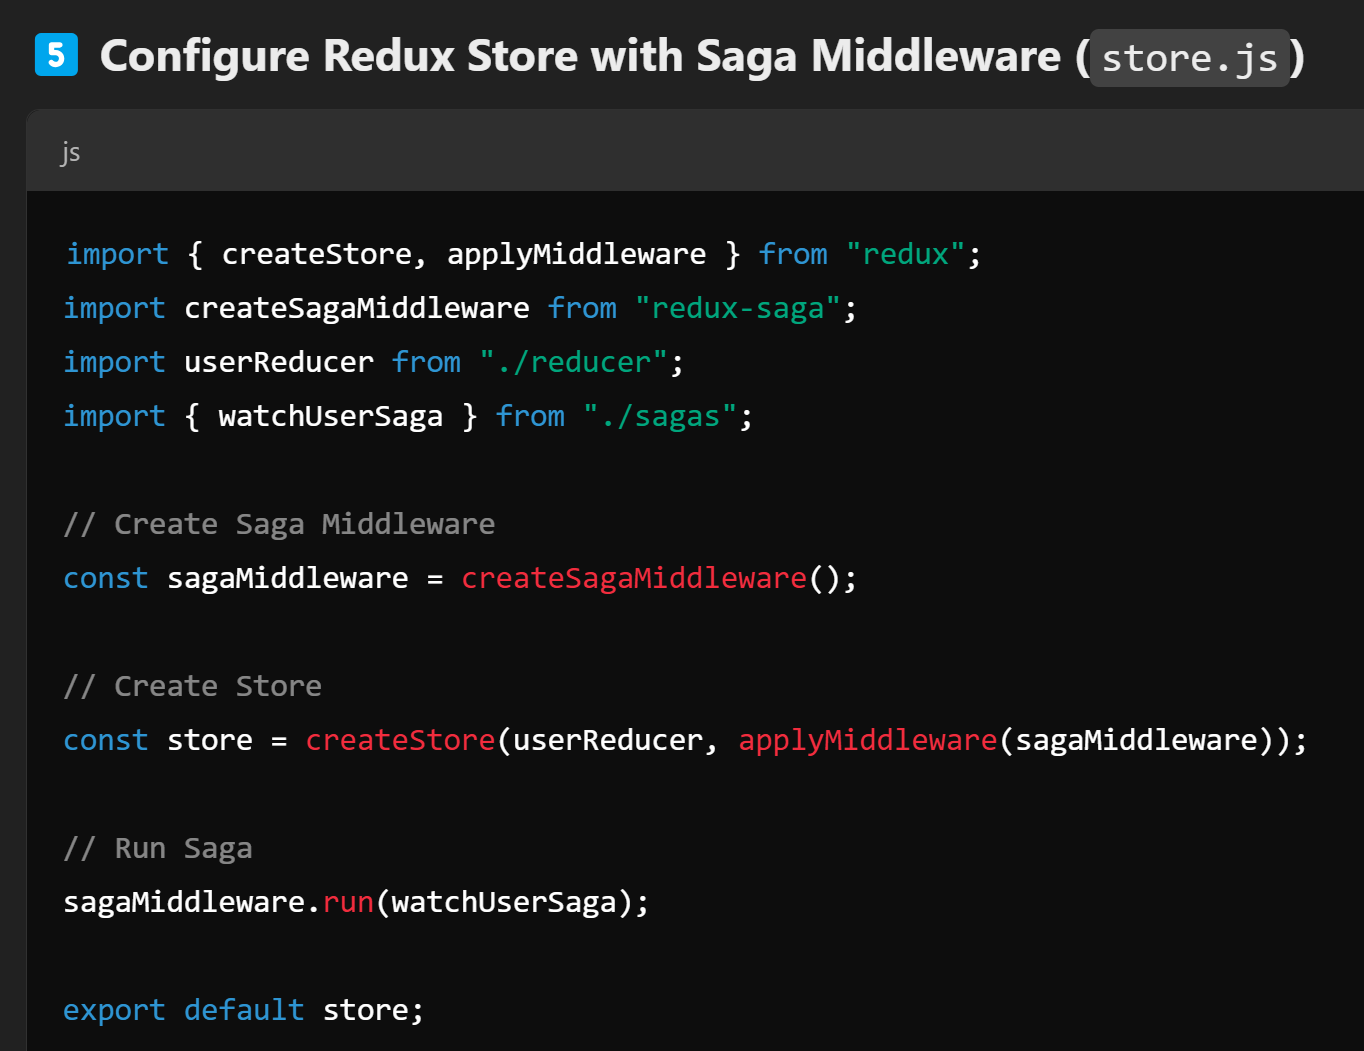 5 Configure Redux Store with Saga Middleware (store.js)
js
import { createStore, applyMiddleware } from "redux";
import createSagaMiddleware from "redux-saga";
import userReducer from "./reducer";
import { watchUserSaga } from "./sagas";
// Create Saga Middleware
const sagaMiddleware = createSagaMiddleware();
// Create Store
const store = createStore(userReducer, applyMiddleware(sagaMiddleware));
// Run Saga
sagaMiddleware.run(watchUserSaga);
export default store;